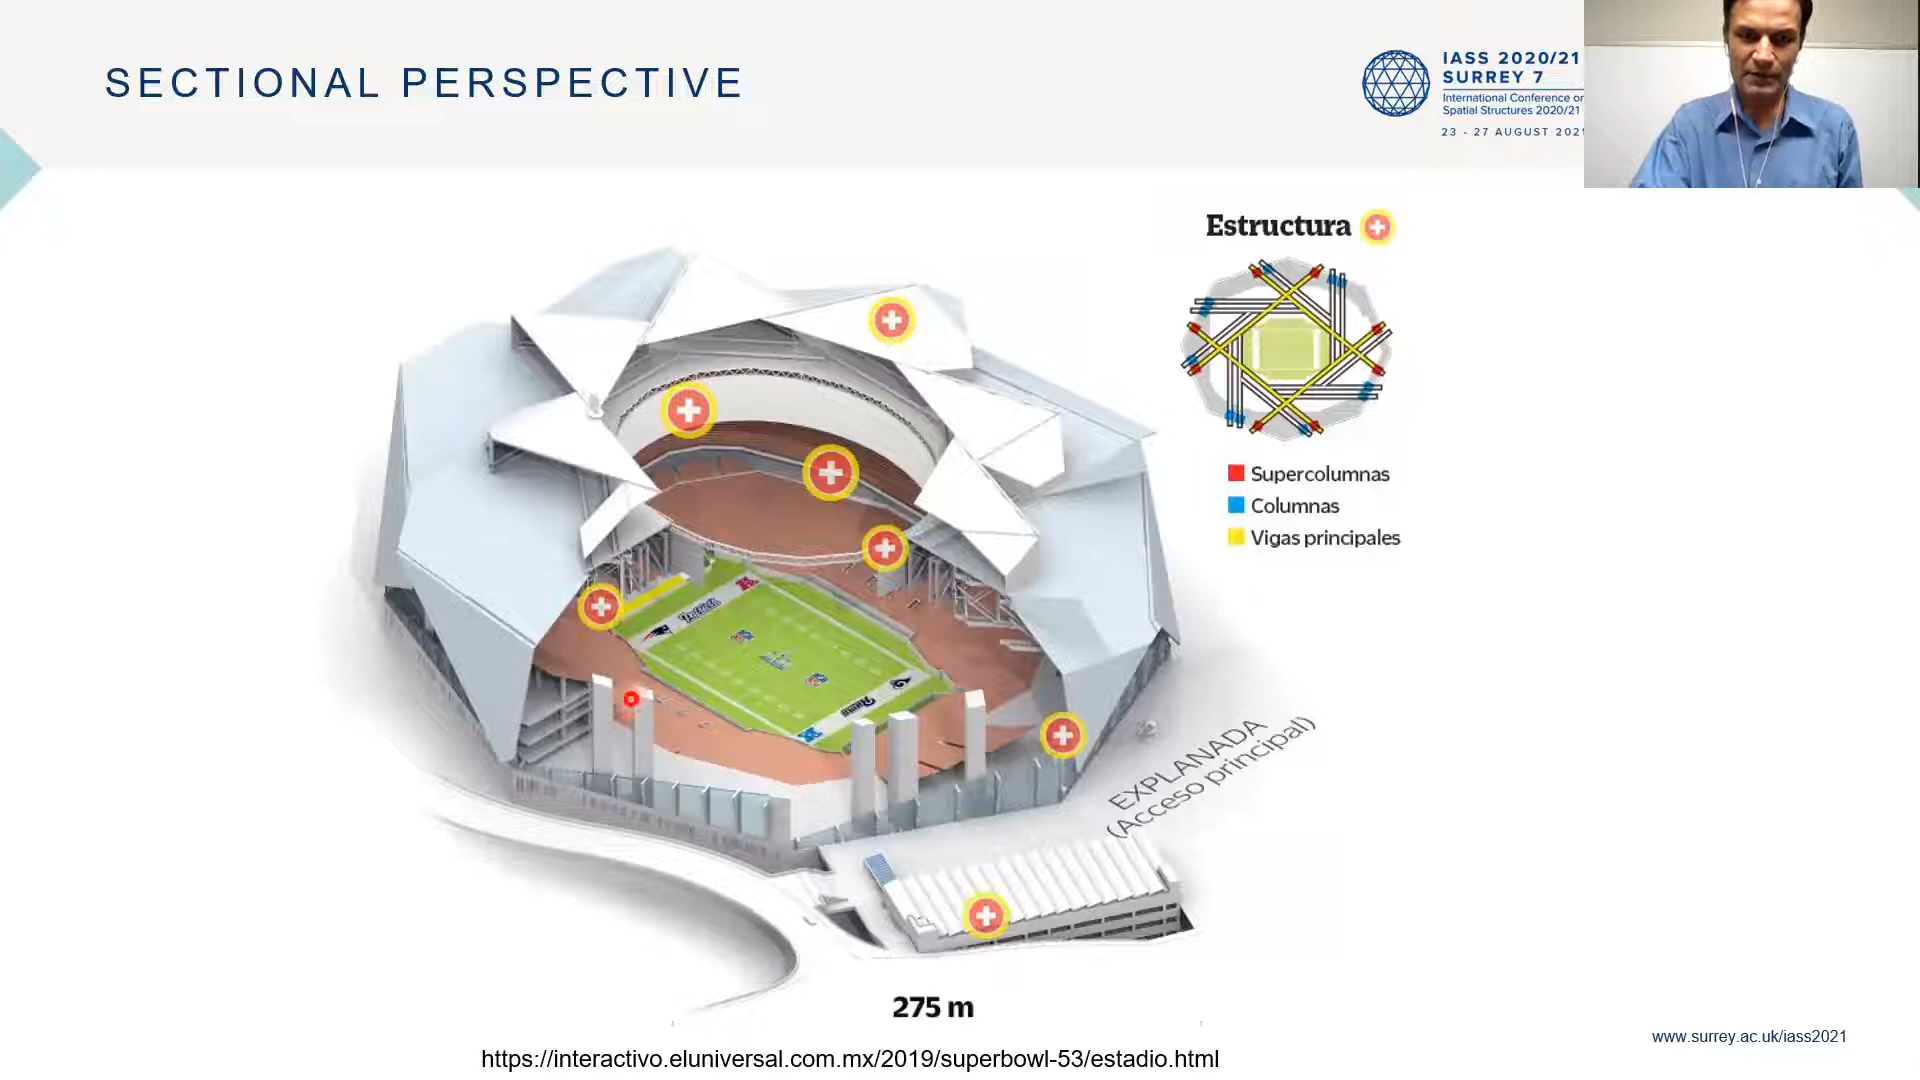 SECTIONAL PERSPECTIVE
IASS 2020/21
SURREY 7
International Conference on
Spatial Structures 2020/21
23 - 27 AUGUST 2021
Estructura
Supercolumnas
Columnas
Vigas principales
Patriots
EXPLANADA
(Acceso principal)
275 m
https://interactivo.eluniversal.com.mx/2019/superbowl-53/estadio.html
www.surrey.ac.uk/iass2021